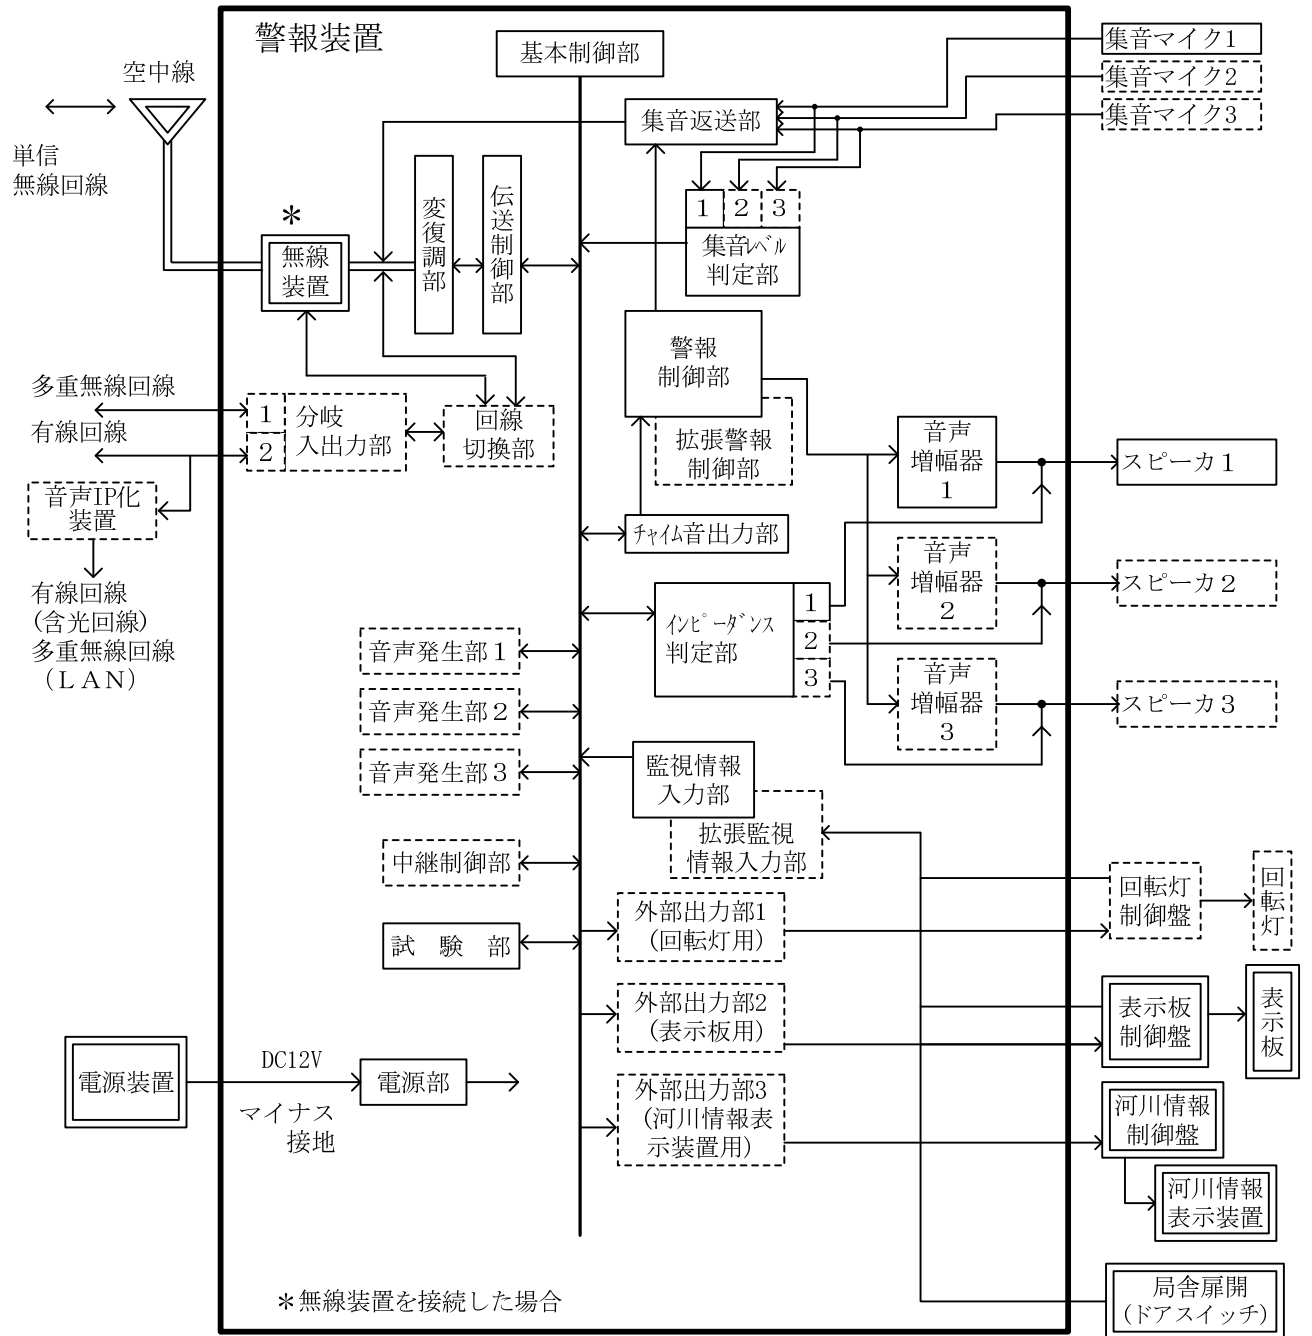 警報装置
基本制御部
集音マイク1
集音マイク2
集音マイク3
空中線
単信
無線回線
集音返送部
1
2
3
集音ﾚﾍﾞﾙ
判定部
*
無線
装置
変復調部
伝送制御部
警報
制御部
拡張警報
制御部
多重無線回線
有線回線
1
2
分岐
入出力部
回線
切換部
音声IP化
装置
有線回線
(含光回線)
多重無線回線
(LAN)
チャイム音出力部
音声
増幅器
1
スピーカ1
音声
増幅器
2
スピーカ2
音声
増幅器
3
スピーカ3
ｲﾝﾋﾟｰﾀﾞﾝｽ
判定部
1
2
3
音声発生部1
音声発生部2
音声発生部3
監視情報
入力部
拡張監視
情報入力部
中継制御部
試験部
外部出力部1
(回転灯用)
回転灯
制御盤
回転灯
外部出力部2
(表示板用)
表示板
制御盤
表示板
電源装置
DC12V
マイナス
接地
電源部
外部出力部3
(河川情報表
示装置用)
河川情報
制御盤
河川情報
表示装置
局舎扉開
(ドアスイッチ)
*無線装置を接続した場合